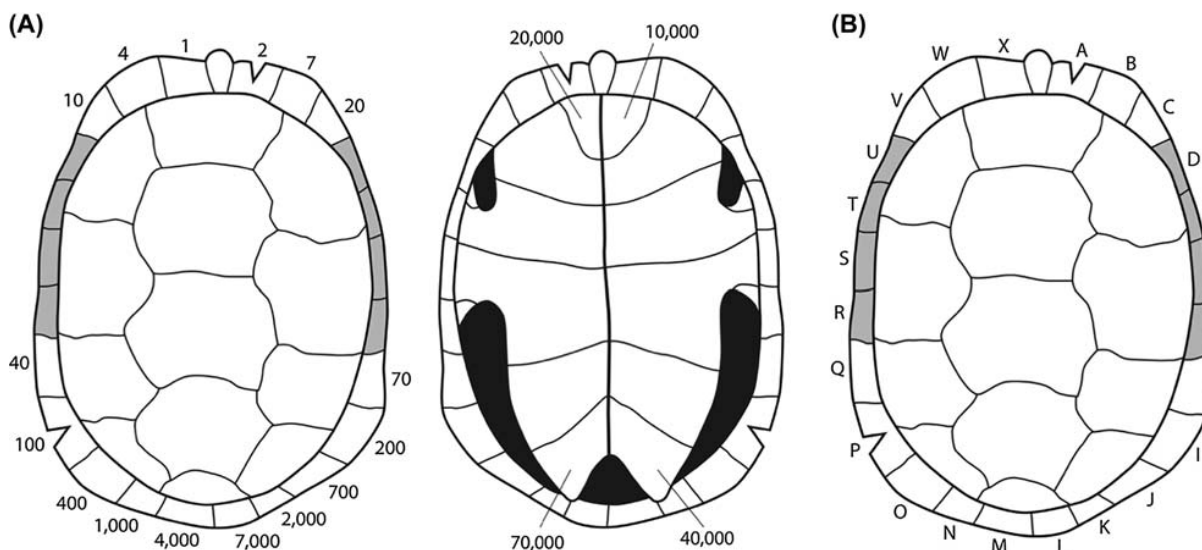 (A)
4 1 2 7
10 20
40 70
100 200
400 700
1,000 2,000
4,000 7,000
20,000 10,000
70,000 40,000
(B)
W X A B
V C
U D
T
S
R
Q
P I
O J
N K
M